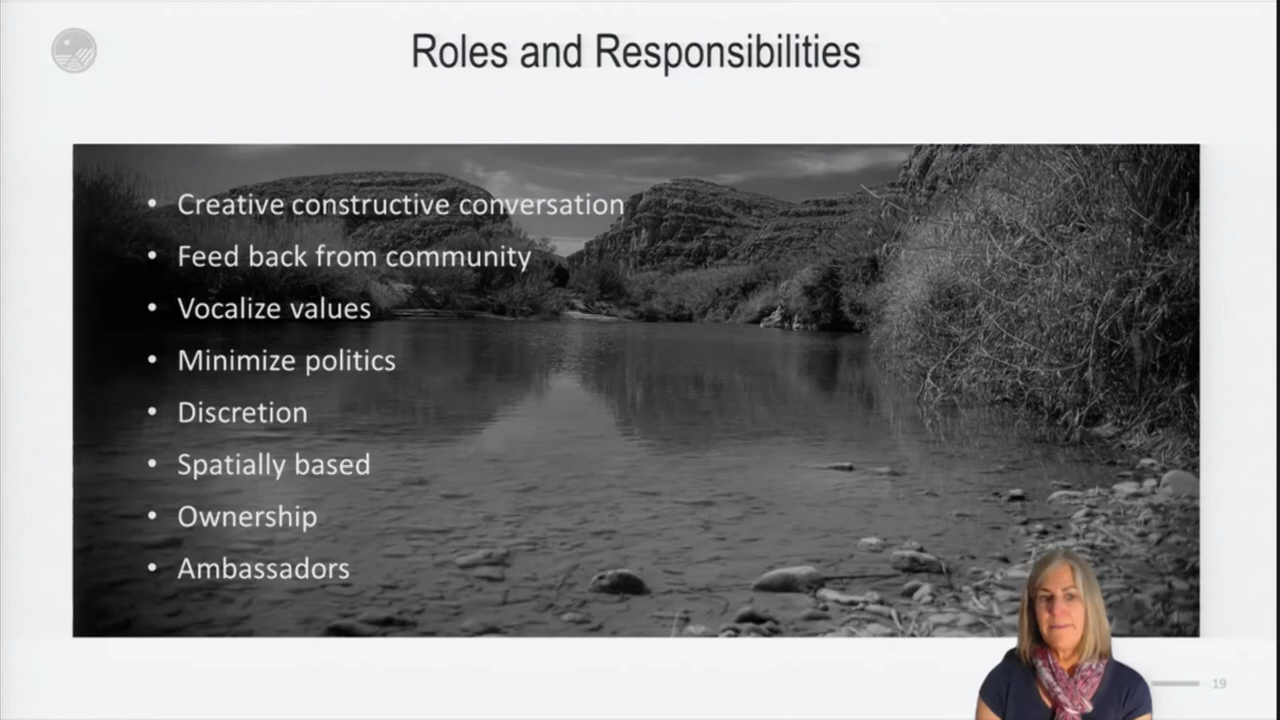 Roles and Responsibilities
• Creative constructive conversation
• Feed back from community
• Vocalize values
• Minimize politics
• Discretion
• Spatially based
• Ownership
• Ambassadors
19